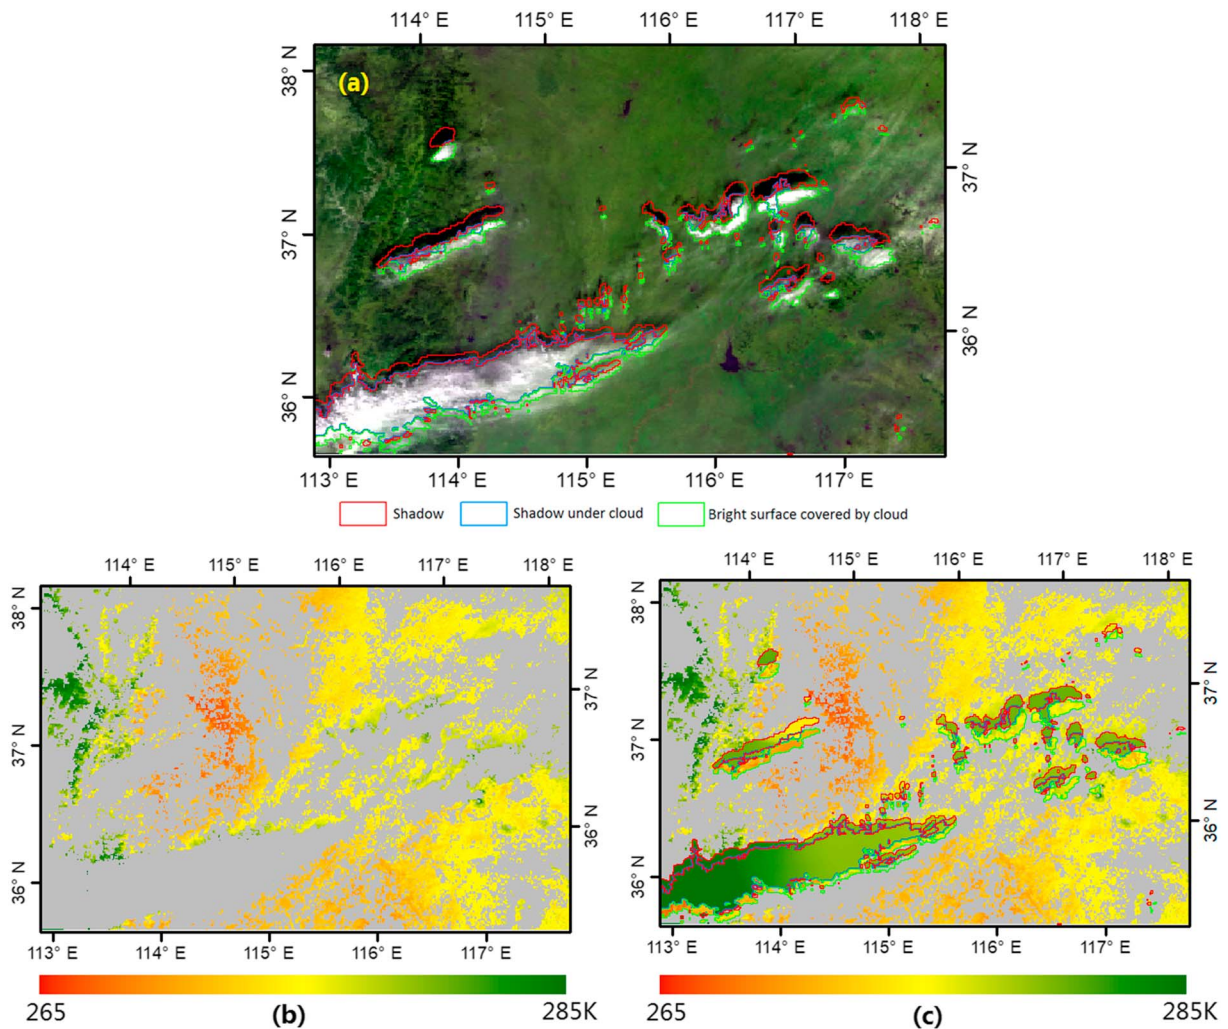 114° E 115° E 116° E 117° E 118° E
(a)
38° N
37° N
36° N
37° N
36° N
113° E 114° E 115° E 116° E 117° E
Shadow Shadow under cloud Bright surface covered by cloud
114° E 115° E 116° E 117° E 118° E
38° N
37° N
36° N
37° N
36° N
113° E 114° E 115° E 116° E 117° E
265 (b) 285K
114° E 115° E 116° E 117° E 118° E
38° N
37° N
36° N
37° N
36° N
113° E 114° E 115° E 116° E 117° E
265 (c) 285K